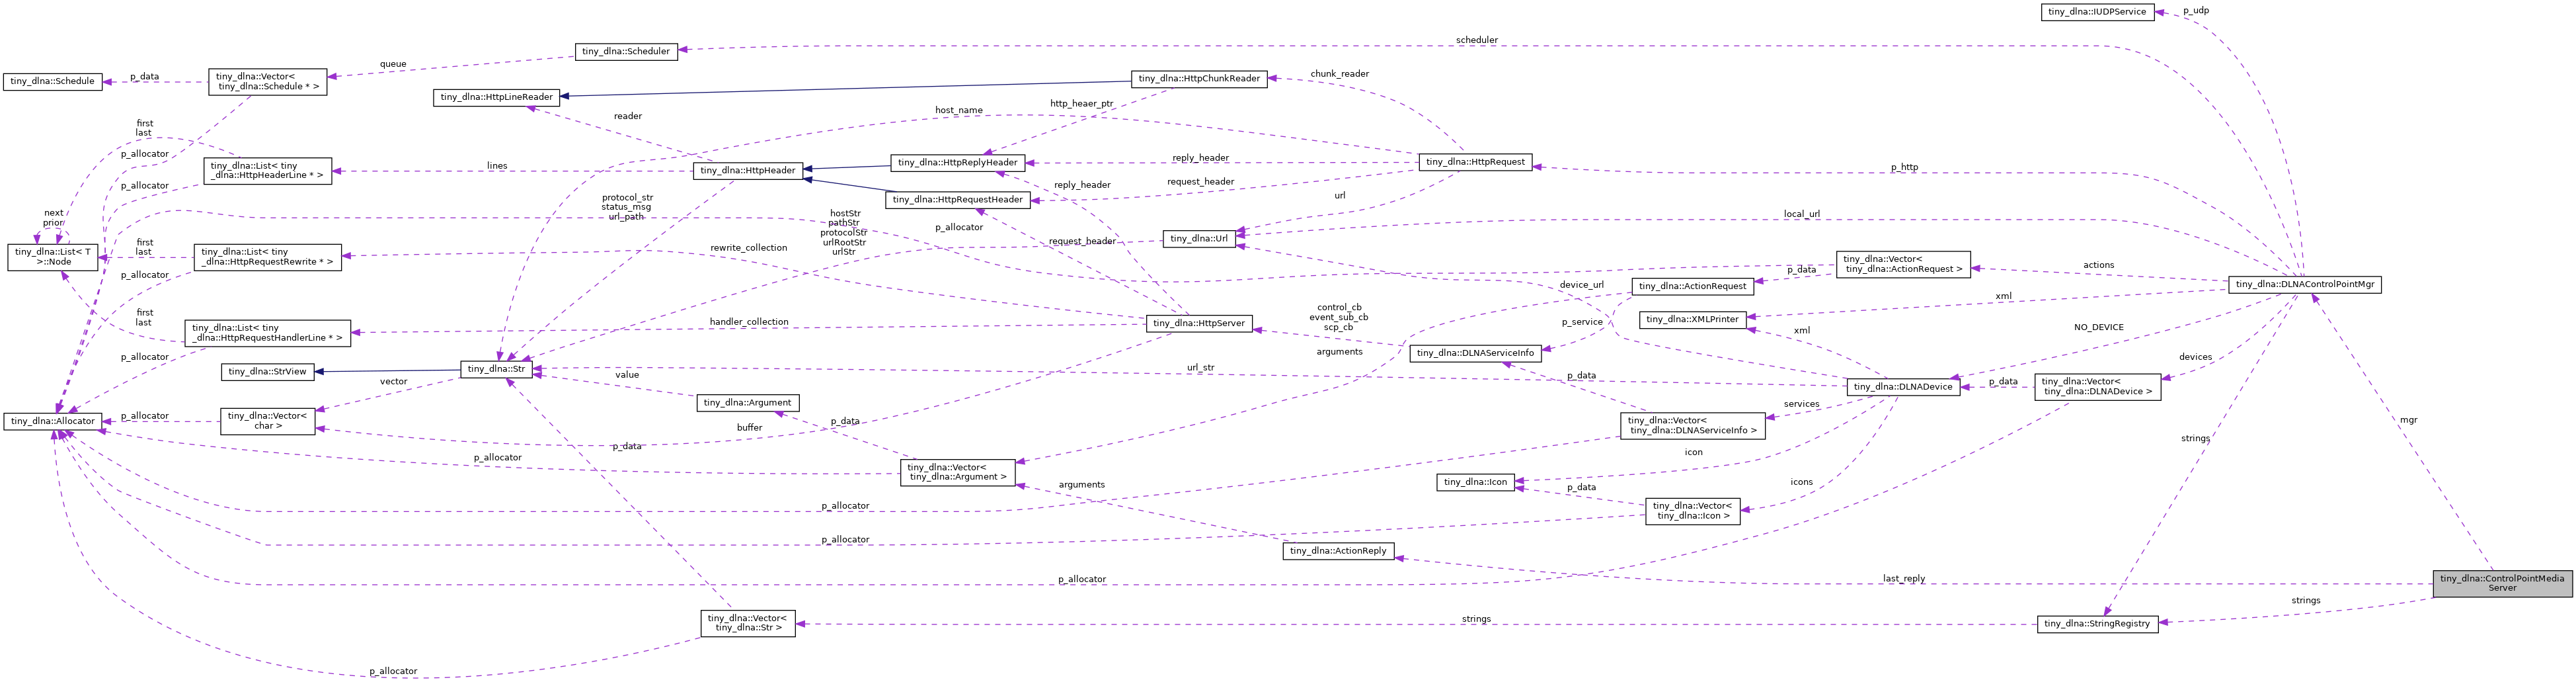 tiny_dlna::IUDPService
p_udp
scheduler
tiny_dlna::Scheduler
queue
tiny_dlna::Schedule
p_data
tiny_dlna::Vector<
tiny_dlna::Schedule * >
tiny_dlna::HttpLineReader
tiny_dlna::HttpChunkReader
chunk_reader
http_heaer_ptr
host_name
reader
first
last
p_allocator
tiny_dlna::List< tiny
_dlna::HttpHeaderLine * >
lines
tiny_dlna::HttpHeader
tiny_dlna::HttpReplyHeader
reply_header
tiny_dlna::HttpRequest
p_http
p_allocator
request_header
reply_header
tiny_dlna::HttpRequestHeader
url
protocol_str
status_msg
url_path
hostStr
pathStr
protocolStr
urlRootStr
urlStr
p_allocator
local_url
next
prior
tiny_dlna::List< T
>::Node
first
last
tiny_dlna::List< tiny
_dlna::HttpRequestRewrite * >
rewrite_collection
request_header
tiny_dlna::Url
p_allocator
device_url
tiny_dlna::Vector<
tiny_dlna::ActionRequest >
actions
p_data
tiny_dlna::ActionRequest
tiny_dlna::DLNAControlPointMgr
xml
first
last
tiny_dlna::List< tiny
_dlna::HttpRequestHandlerLine * >
handler_collection
tiny_dlna::HttpServer
control_cb
event_sub_cb
scp_cb
p_service
tiny_dlna::XMLPrinter
xml
NO_DEVICE
p_allocator
arguments
tiny_dlna::DLNAServiceInfo
devices
tiny_dlna::StrView
tiny_dlna::Str
vector
value
url_str
p_data
tiny_dlna::DLNADevice
p_data
tiny_dlna::Vector<
tiny_dlna::DLNADevice >
tiny_dlna::Argument
services
tiny_dlna::Allocator
p_allocator
tiny_dlna::Vector<
char >
buffer
p_data
tiny_dlna::Vector<
tiny_dlna::DLNAServiceInfo >
mgr
p_data
strings
p_allocator
tiny_dlna::Vector<
tiny_dlna::Argument >
icon
arguments
tiny_dlna::Icon
p_data
icons
p_allocator
tiny_dlna::Vector<
tiny_dlna::Icon >
p_allocator
tiny_dlna::ActionReply
p_allocator
last_reply
tiny_dlna::ControlPointMedia
Server
strings
tiny_dlna::Vector<
tiny_dlna::Str >
strings
tiny_dlna::StringRegistry
p_allocator